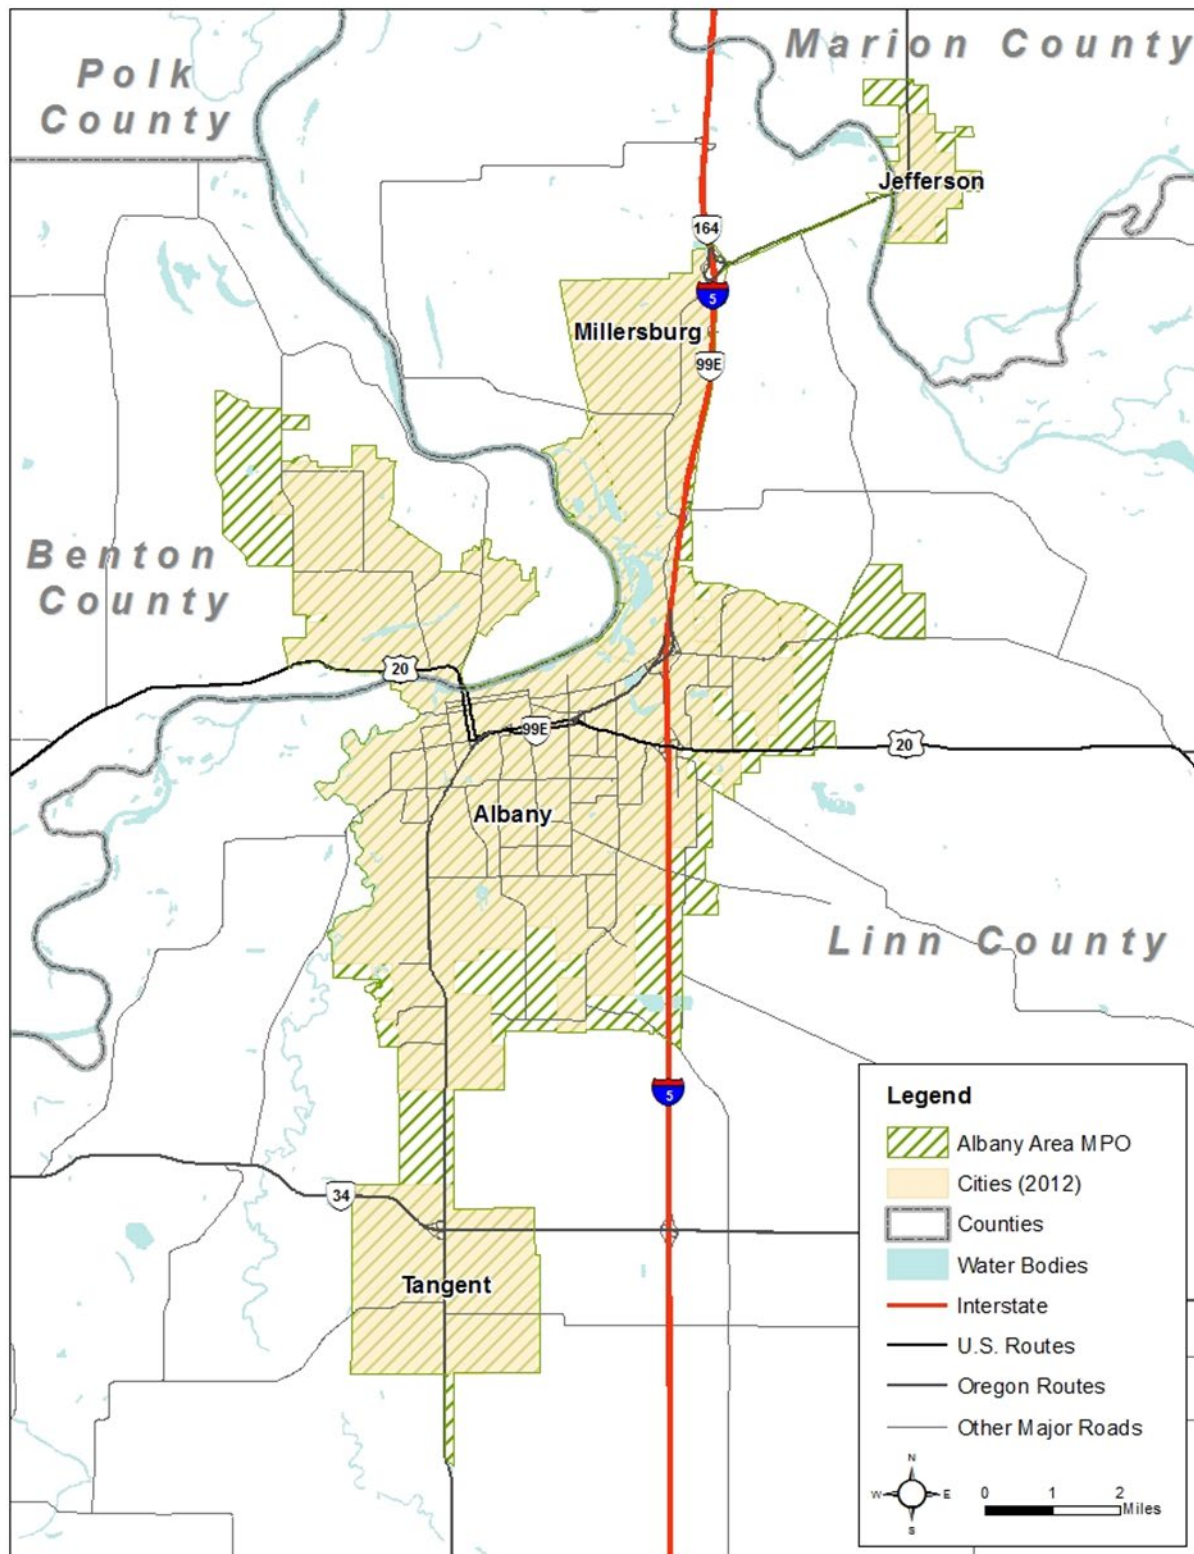 Marion County
Polk
County
Jefferson
164
5
Millersburg
99E
Benton
County
20
99E
20
Albany
Linn County
5
34
Tangent
Legend
Albany Area MPO
Cities (2012)
Counties
Water Bodies
Interstate
U.S. Routes
Oregon Routes
Other Major Roads
N
W E
S
0 1 2
Miles